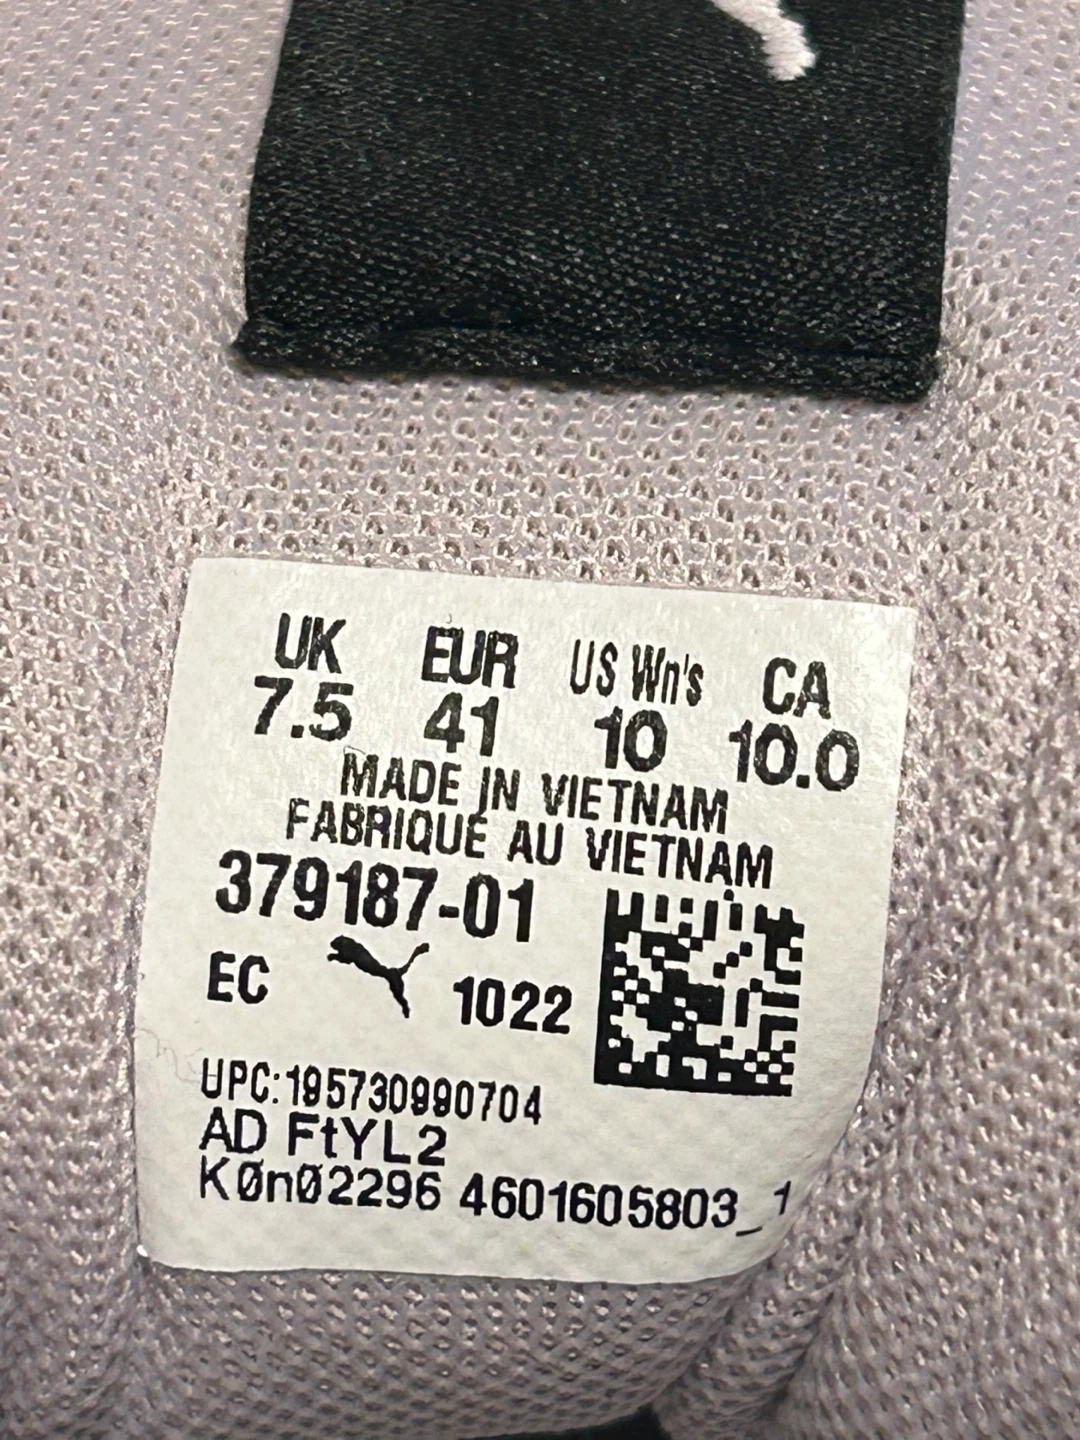 UK EUR US Wn's CA
7.5 41 10 10.0
MADE IN VIETNAM
FABRIQUÉ AU VIETNAM
379187-01
EC 1022
UPC:195730990704
AD FtYL2
KØnØ2296 4601605803_1